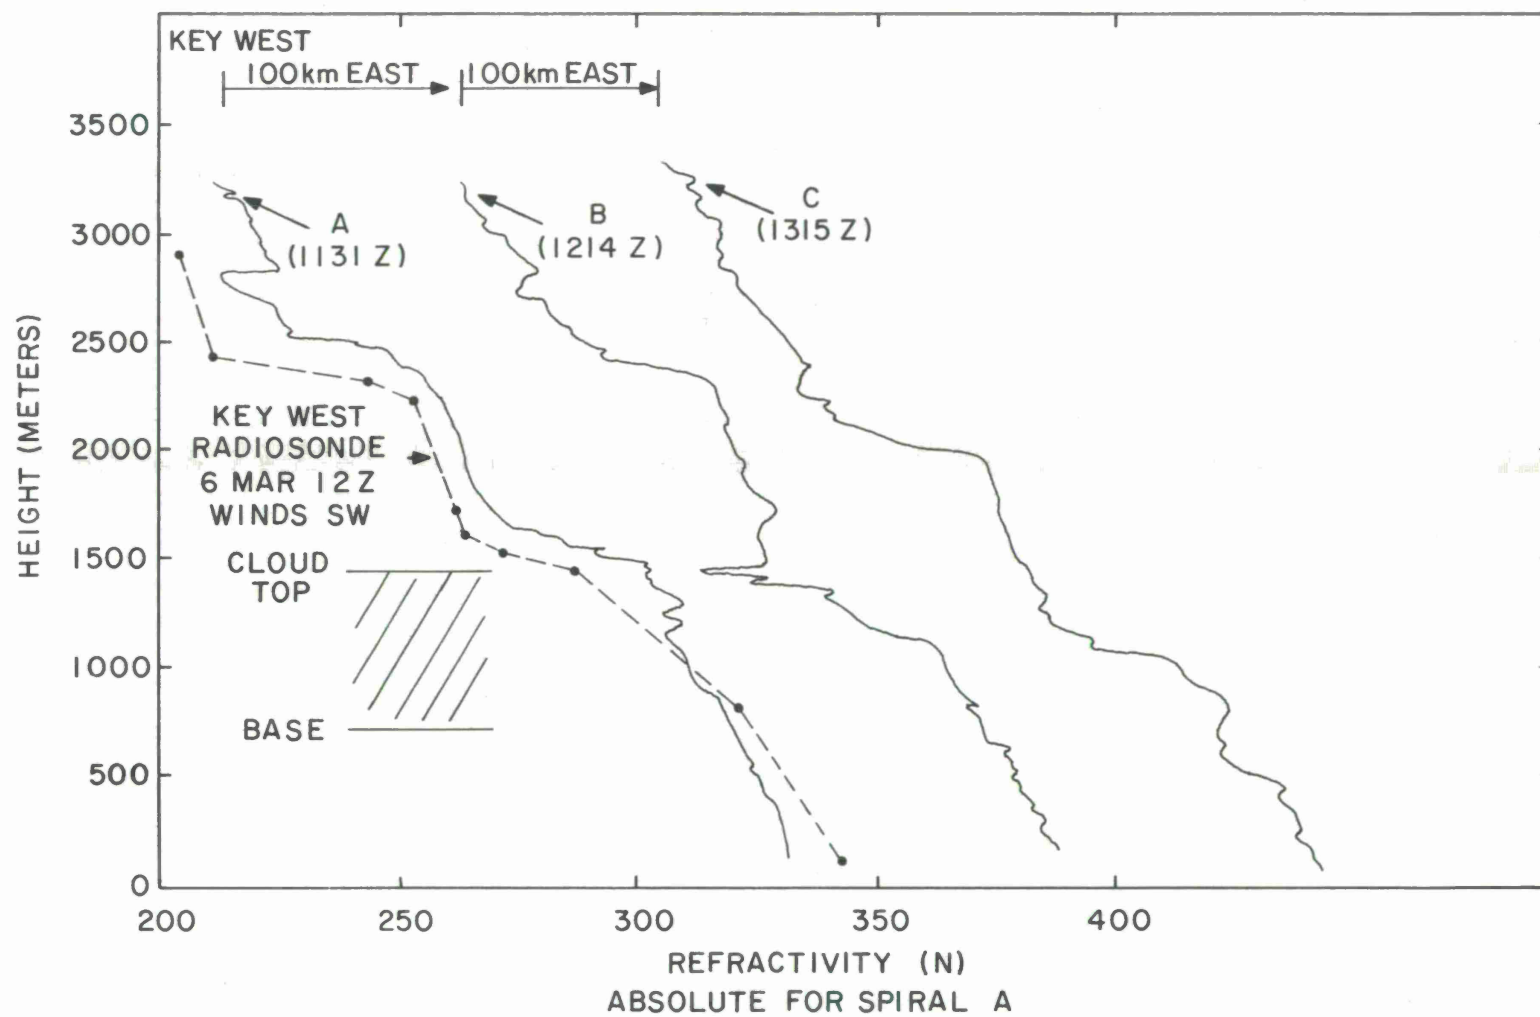 KEY WEST
100km EAST
100km EAST
3500
3000
2500
2000
1500
1000
500
0
HEIGHT (METERS)
A
(1131 Z)
B
(1214 Z)
C
(1315 Z)
KEY WEST
RADIOSONDE
6 MAR 12Z
WINDS SW
CLOUD
TOP
BASE
200
250
300
350
400
REFRACTIVITY (N)
ABSOLUTE FOR SPIRAL A